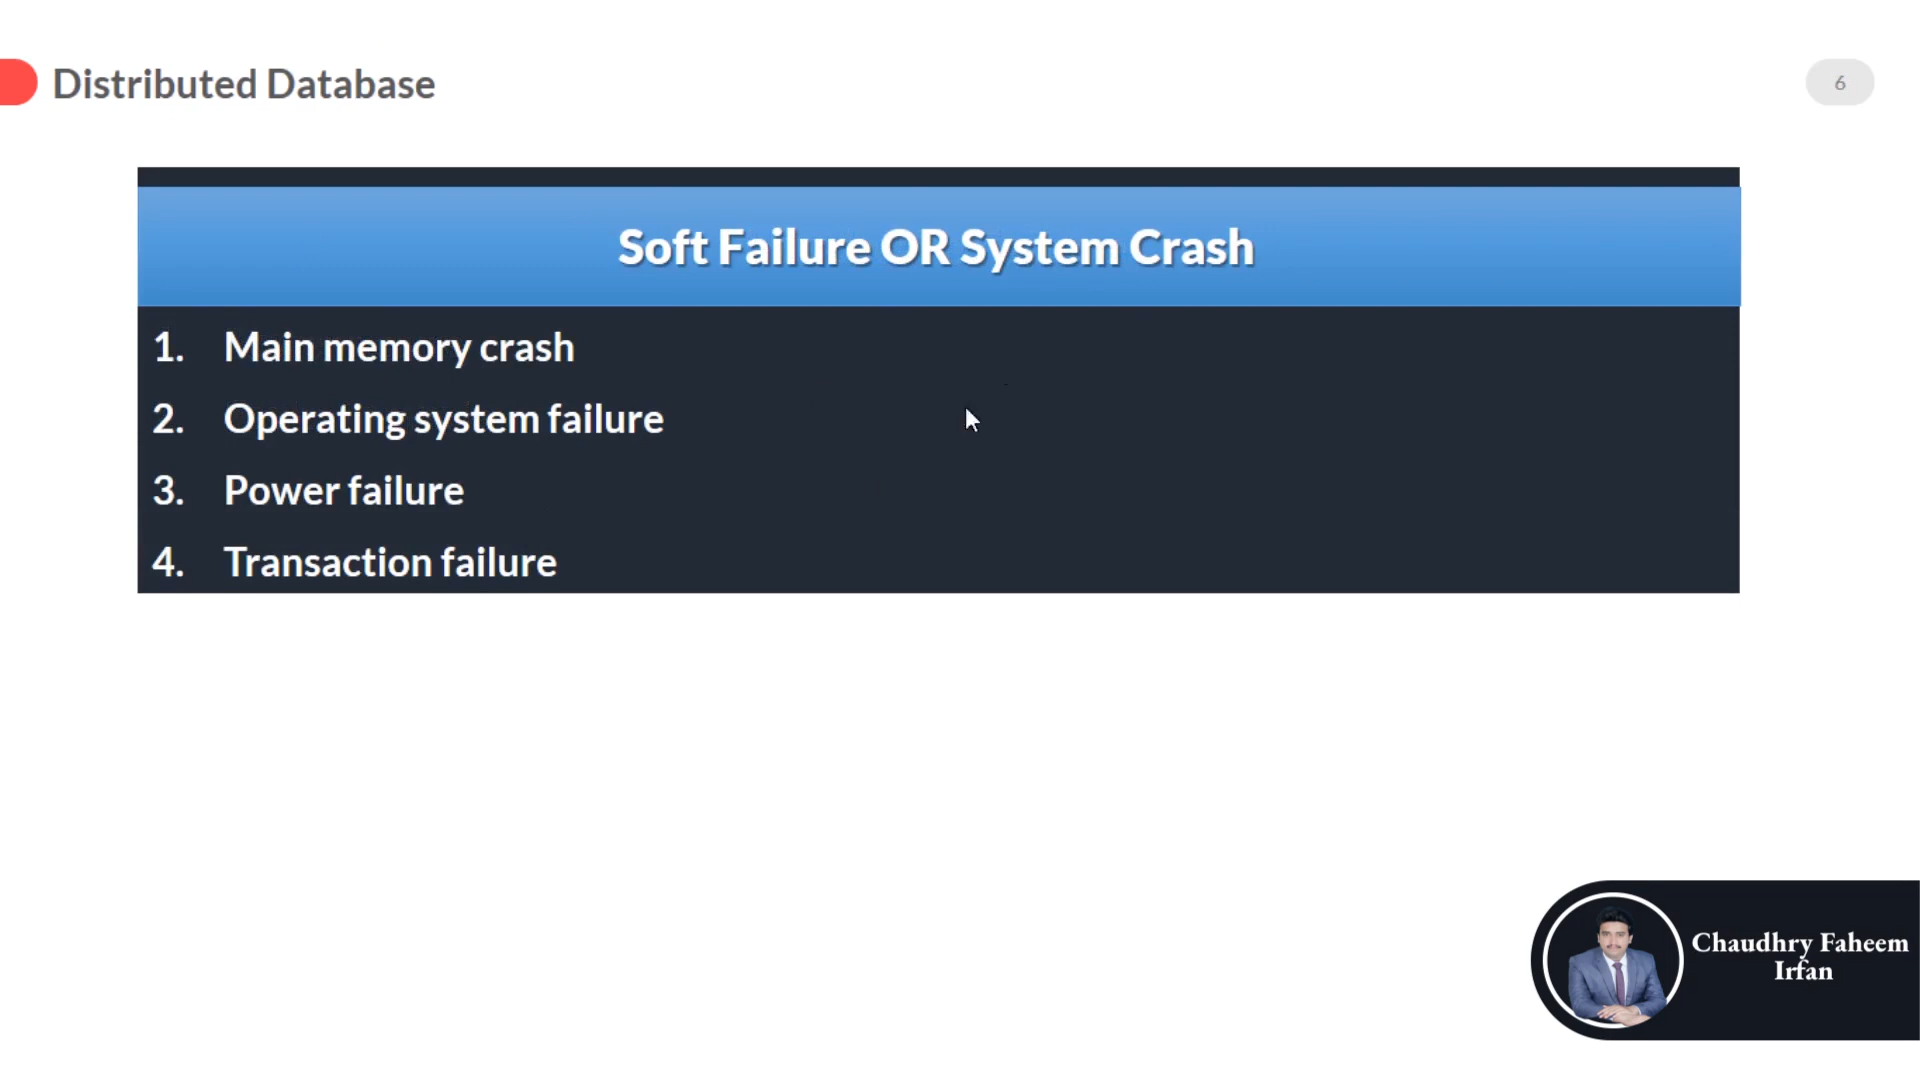 Distributed Database
6
Soft Failure OR System Crash
1. Main memory crash
2. Operating system failure
3. Power failure
4. Transaction failure
Chaudhry Faheem
Irfan